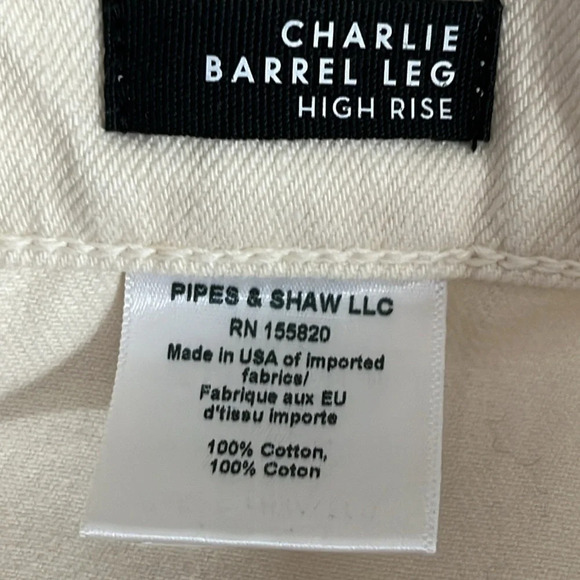 CHARLIE
BARREL LEG
HIGH RISE
PIPES & SHAW LLC
RN 155820
Made in USA of imported
fabrics/
Fabrique aux EU
d'tissu importe
100% Cotton,
100% Coton